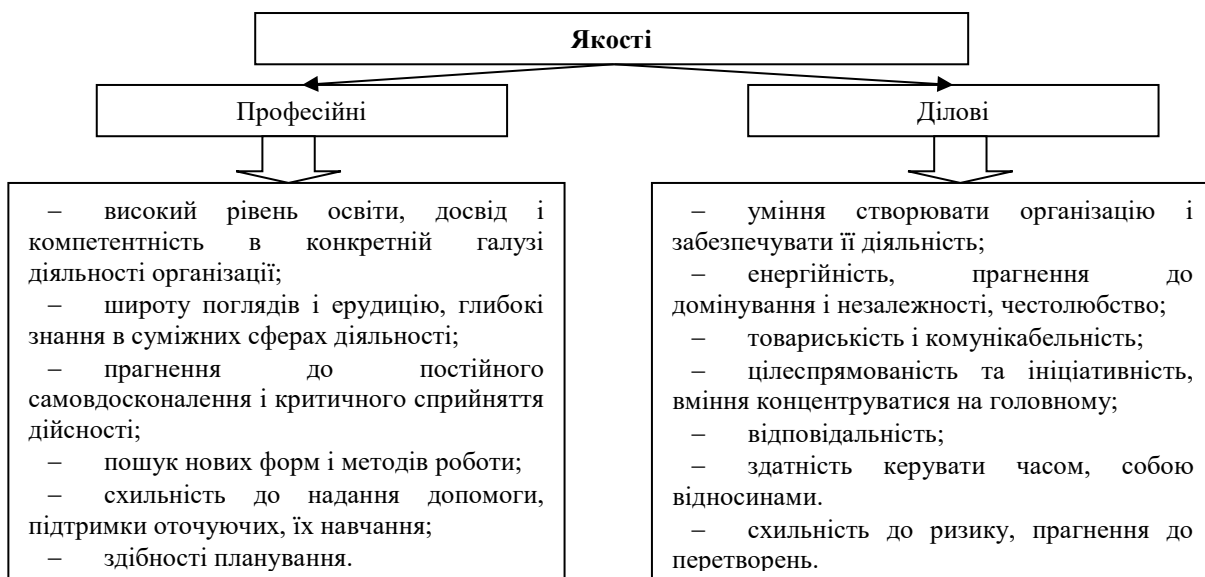 Якості
Професійні
Ділові
– високий рівень освіти, досвід і
компетентність в конкретній галузі
діяльності організації;
– широту поглядів і ерудицію, глибокі
знання в суміжних сферах діяльності;
– прагнення до постійного
самовдосконалення і критичного сприйняття
дійсності;
– пошук нових форм і методів роботи;
– схильність до надання допомоги,
підтримки оточуючих, їх навчання;
– здібності планування.
– уміння створювати організацію і
забезпечувати її діяльність;
– енергійність, прагнення до
домінування і незалежності, честолюбство;
– товариськість і комунікабельність;
– цілеспрямованість та ініціативність,
вміння концентруватися на головному;
– відповідальність;
– здатність керувати часом, собою
відносинами.
– схильність до ризику, прагнення до
перетворень.